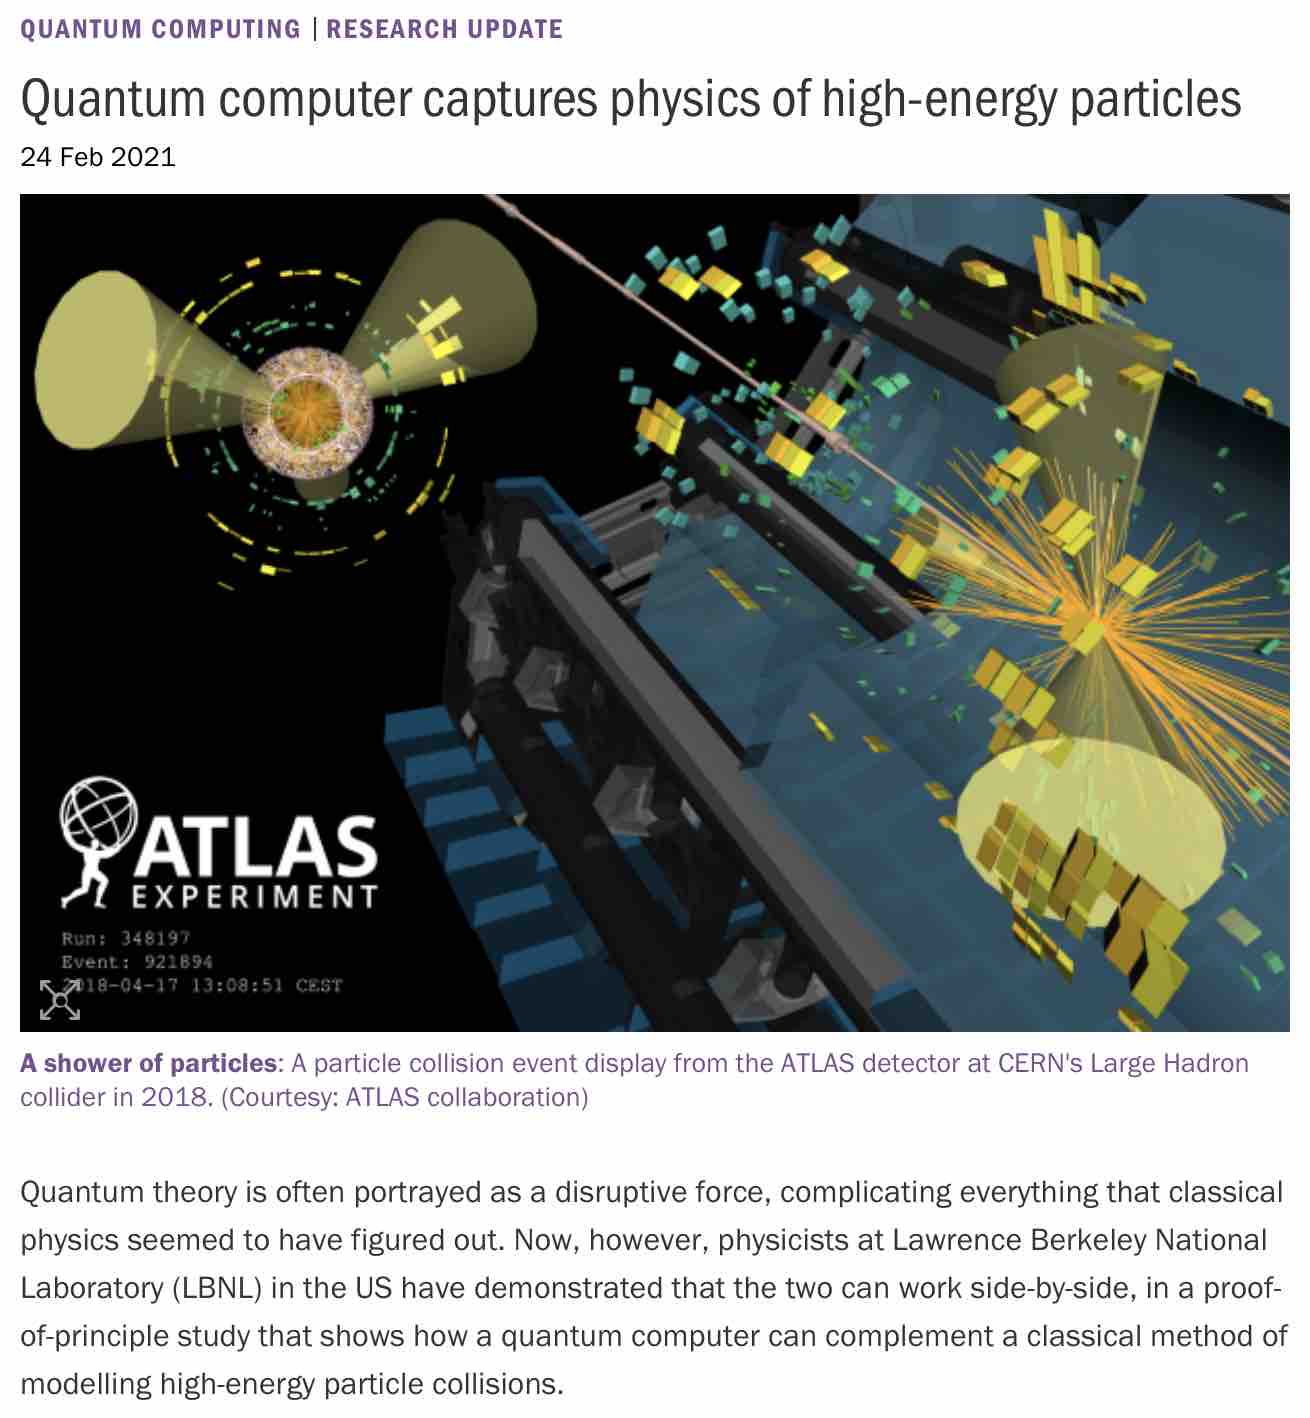 QUANTUM COMPUTING | RESEARCH UPDATE
Quantum computer captures physics of high-energy particles
24 Feb 2021
ATLAS
EXPERIMENT
Run: 348197
Event: 921894
2018-04-17 13:08:51 CEST
A shower of particles: A particle collision event display from the ATLAS detector at CERN's Large Hadron
collider in 2018. (Courtesy: ATLAS collaboration)
Quantum theory is often portrayed as a disruptive force, complicating everything that classical
physics seemed to have figured out. Now, however, physicists at Lawrence Berkeley National
Laboratory (LBNL) in the US have demonstrated that the two can work side-by-side, in a proof-
of-principle study that shows how a quantum computer can complement a classical method of
modelling high-energy particle collisions.